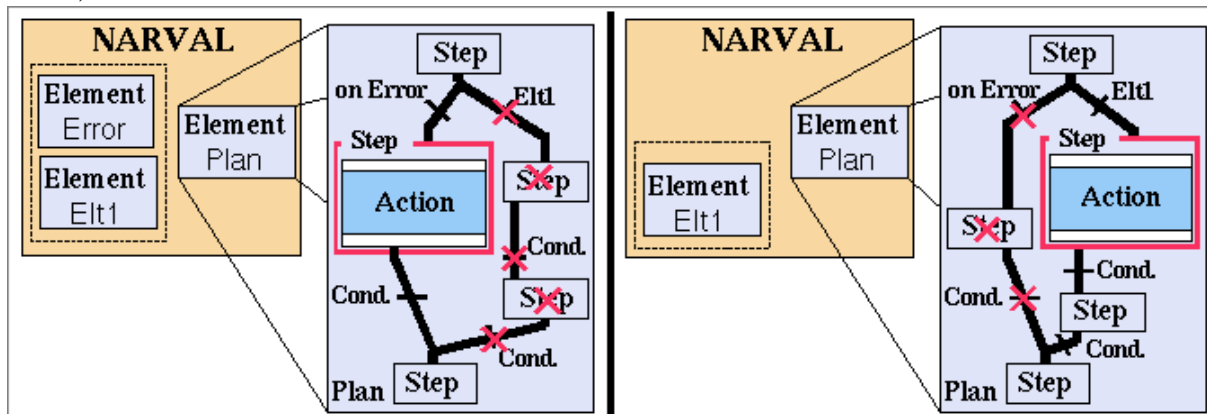 NARVAL
Element
Error
Element
Elt1
Element
Plan
Step
on Error
Elt1
Step
Action
Step
Cond.
Cond.
Step
Cond.
Step
Plan
NARVAL
Element
Elt1
Element
Plan
Step
on Error
Elt1
Step
Action
Step
Cond.
Cond.
Step
Cond.
Step
Plan